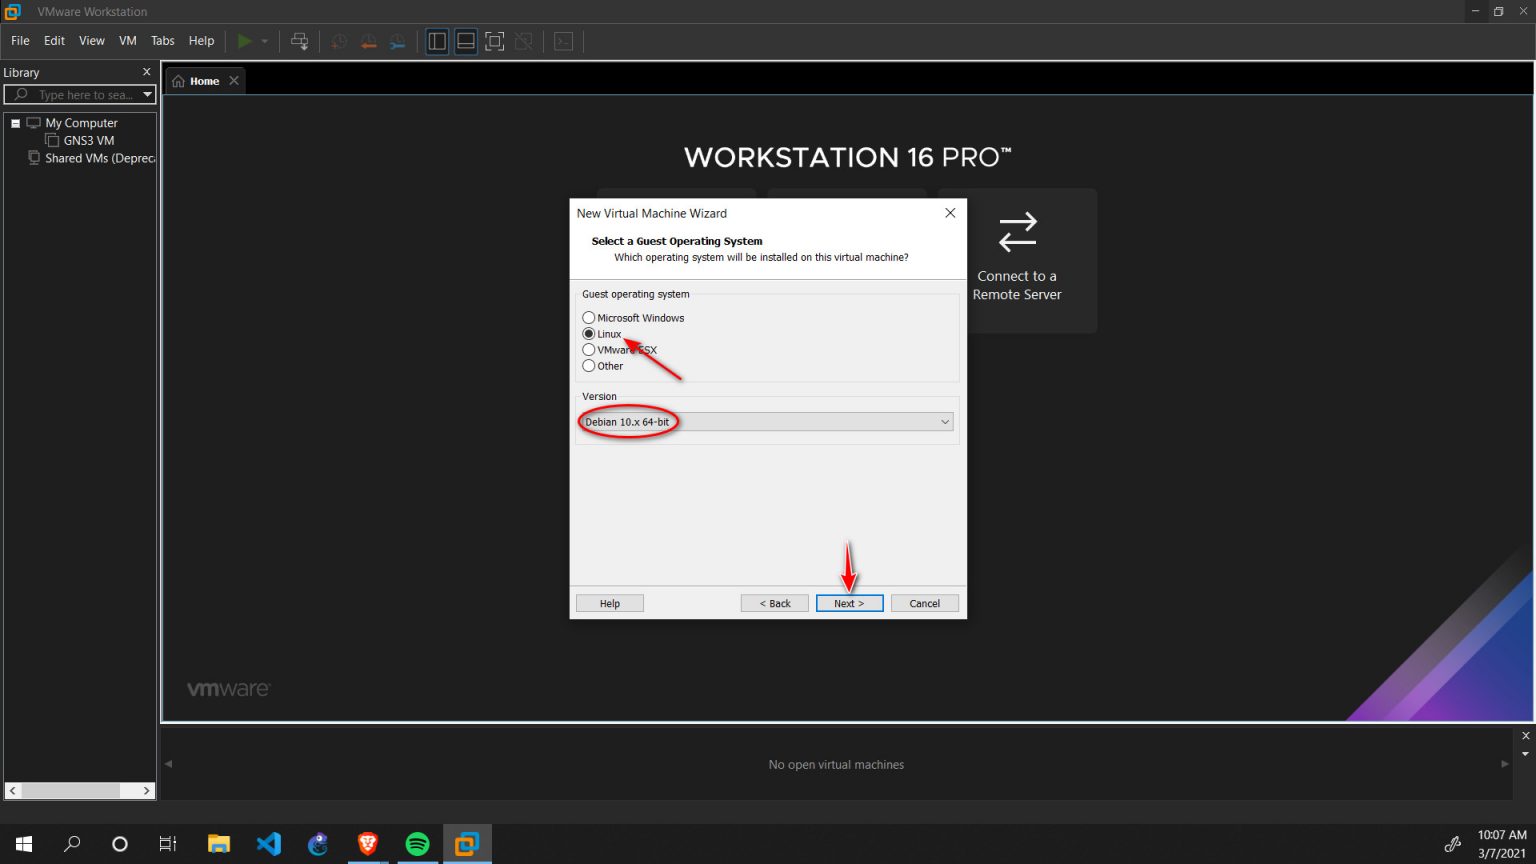 VMware Workstation
File Edit View VM Tabs Help
Library
Type here to sea...
My Computer
GNS3 VM
Shared VMs (Depreca
Home
WORKSTATION 16 PRO™
Connect to a
Remote Server
New Virtual Machine Wizard
Select a Guest Operating System
Which operating system will be installed on this virtual machine?
Guest operating system
Microsoft Windows
Linux
VMware ESX
Other
Version
Debian 10.x 64-bit
Help
< Back
Next >
Cancel
vmware
No open virtual machines
10:07 AM
3/7/2021